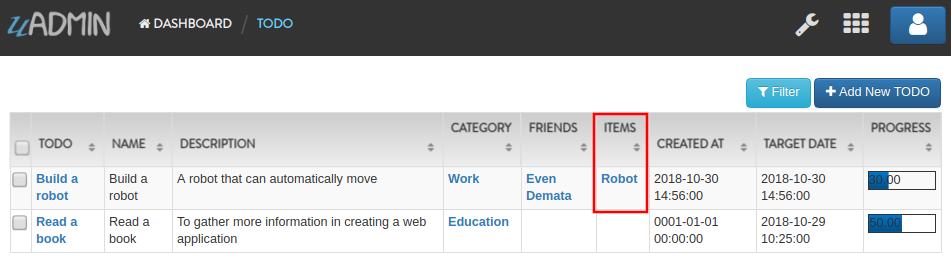 uADMIN DASHBOARD / TODO
Filter + Add New TODO
TODO NAME DESCRIPTION CATEGORY FRIENDS ITEMS CREATED AT TARGET DATE PROGRESS
Build a robot Build a robot A robot that can automatically move Work Even Demata Robot 2018-10-30 14:56:00 2018-10-30 14:56:00 30.00
Read a book Read a book To gather more information in creating a web application Education 0001-01-01 00:00:00 2018-10-29 10:25:00 50.00